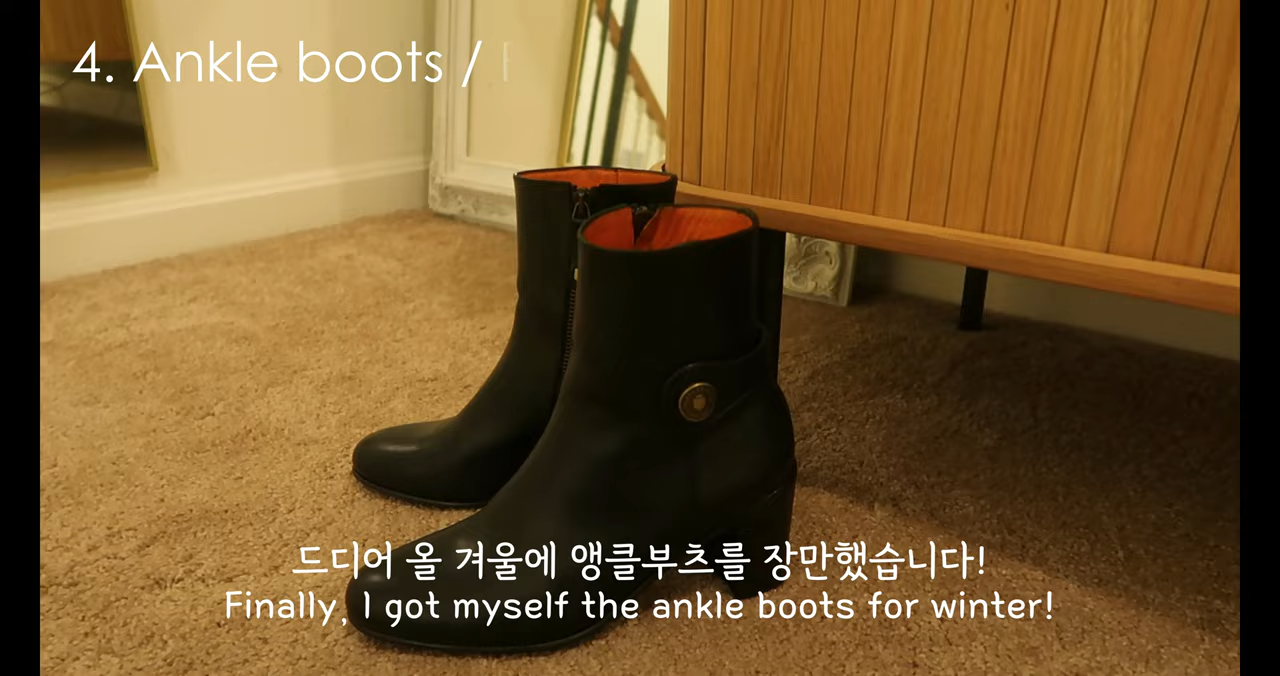 4. Ankle boots /
드디어 올 겨울에 앵클부츠를 장만했습니다!
Finally, I got myself the ankle boots for winter!